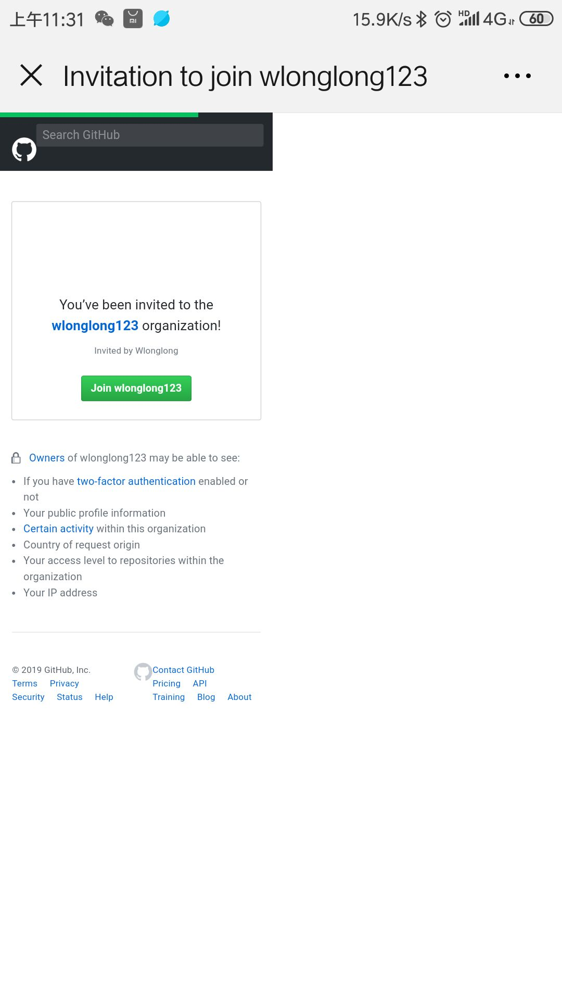 上午11:31 15.9K/s HD 4G 60
Invitation to join wlonglong123
Search GitHub
You’ve been invited to the
wlonglong123 organization!
Invited by Wlonglong
Join wlonglong123
Owners of wlonglong123 may be able to see:
• If you have two-factor authentication enabled or
not
• Your public profile information
• Certain activity within this organization
• Country of request origin
• Your access level to repositories within the
organization
• Your IP address
© 2019 GitHub, Inc.
Terms Privacy
Security Status Help
Contact GitHub
Pricing API
Training Blog About